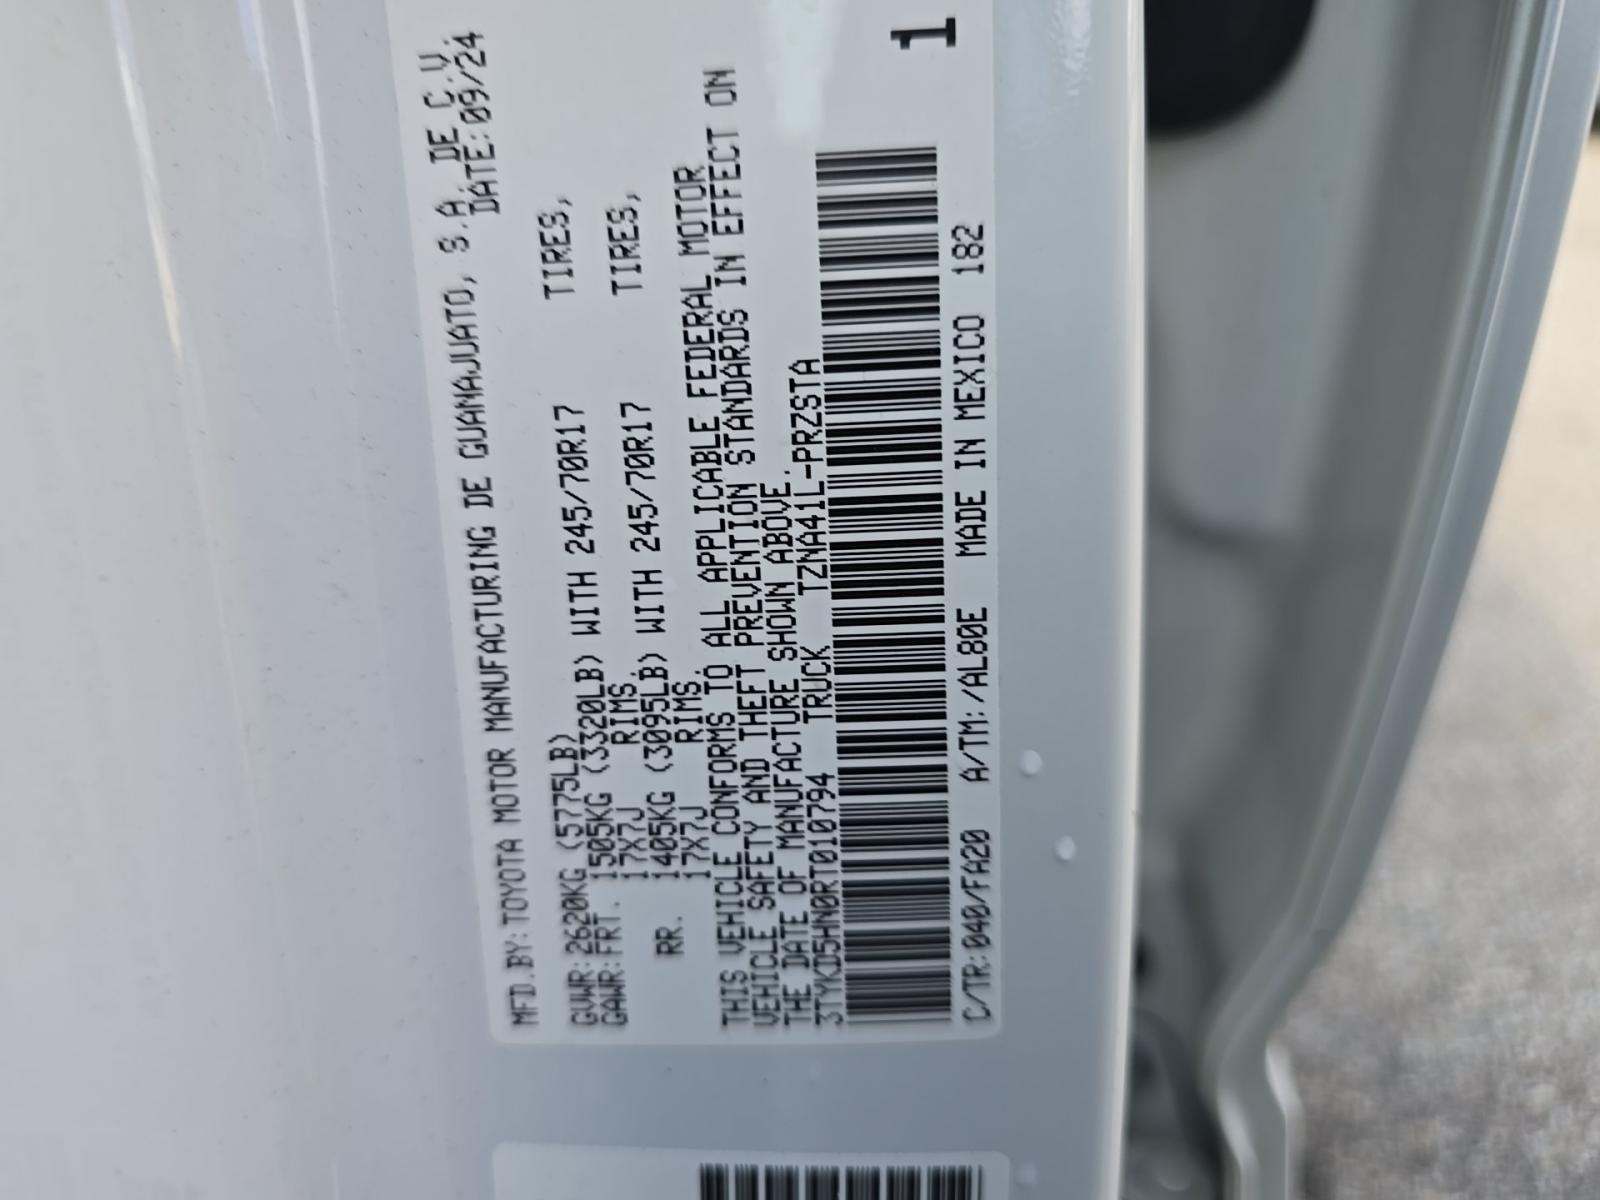 MFD.BY:TOYOTA MOTOR MANUFACTURING DE GUANAJUATO, S.A. DE C.V.
DATE:09/24
GVWR:2620KG (5775LB)
GAWR:FRT. 1505KG (3320LB) WITH 245/70R17 TIRES,
17X7J RIMS.
RR. 1405KG (3095LB) WITH 245/70R17 TIRES,
17X7J RIMS.
THIS VEHICLE CONFORMS TO ALL APPLICABLE FEDERAL MOTOR
VEHICLE SAFETY AND THEFT PREVENTION STANDARDS IN EFFECT ON
THE DATE OF MANUFACTURE SHOWN ABOVE.
3TYKD5HN0RT010794 TRUCK TZNA41L-PRZSTA
1
C/TR:040/FA20 A/TM:/AL80E MADE IN MEXICO 182